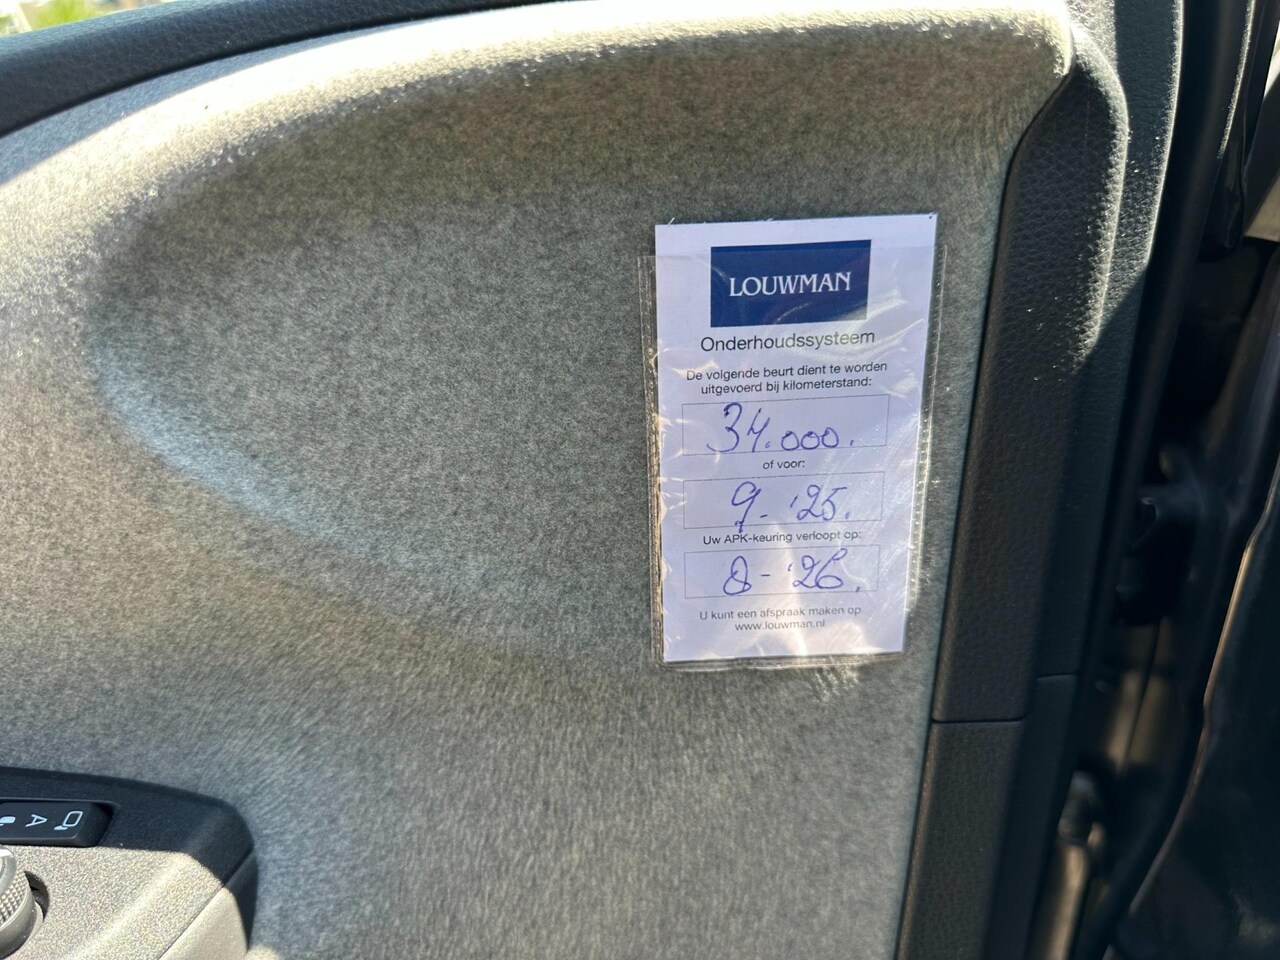 LOUWMAN
Onderhoudssysteem
De volgende beurt dient te worden
uitgevoerd bij kilometerstand:
34.000.
of voor:
9-'25.
Uw APK-keuring verloopt op:
8-'26.
U kunt een afspraak maken op
www.louwman.nl
A